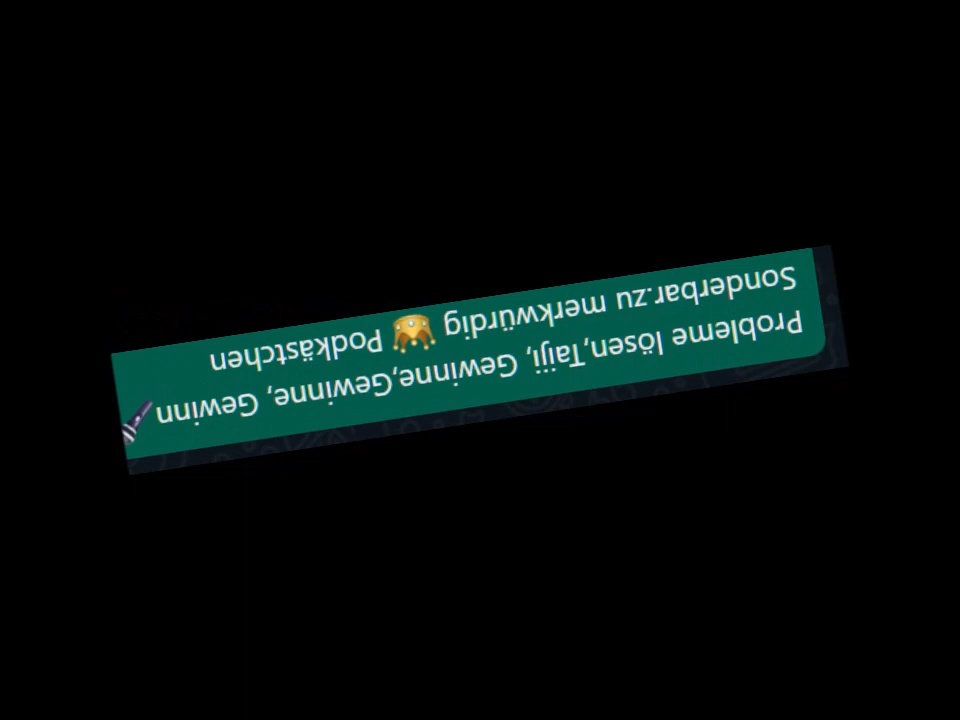 Probleme lösen,Taiji, Gewinne,Gewinne, Gewinn
Sonderbar.zu merkwürdig 👑 Podkästchen